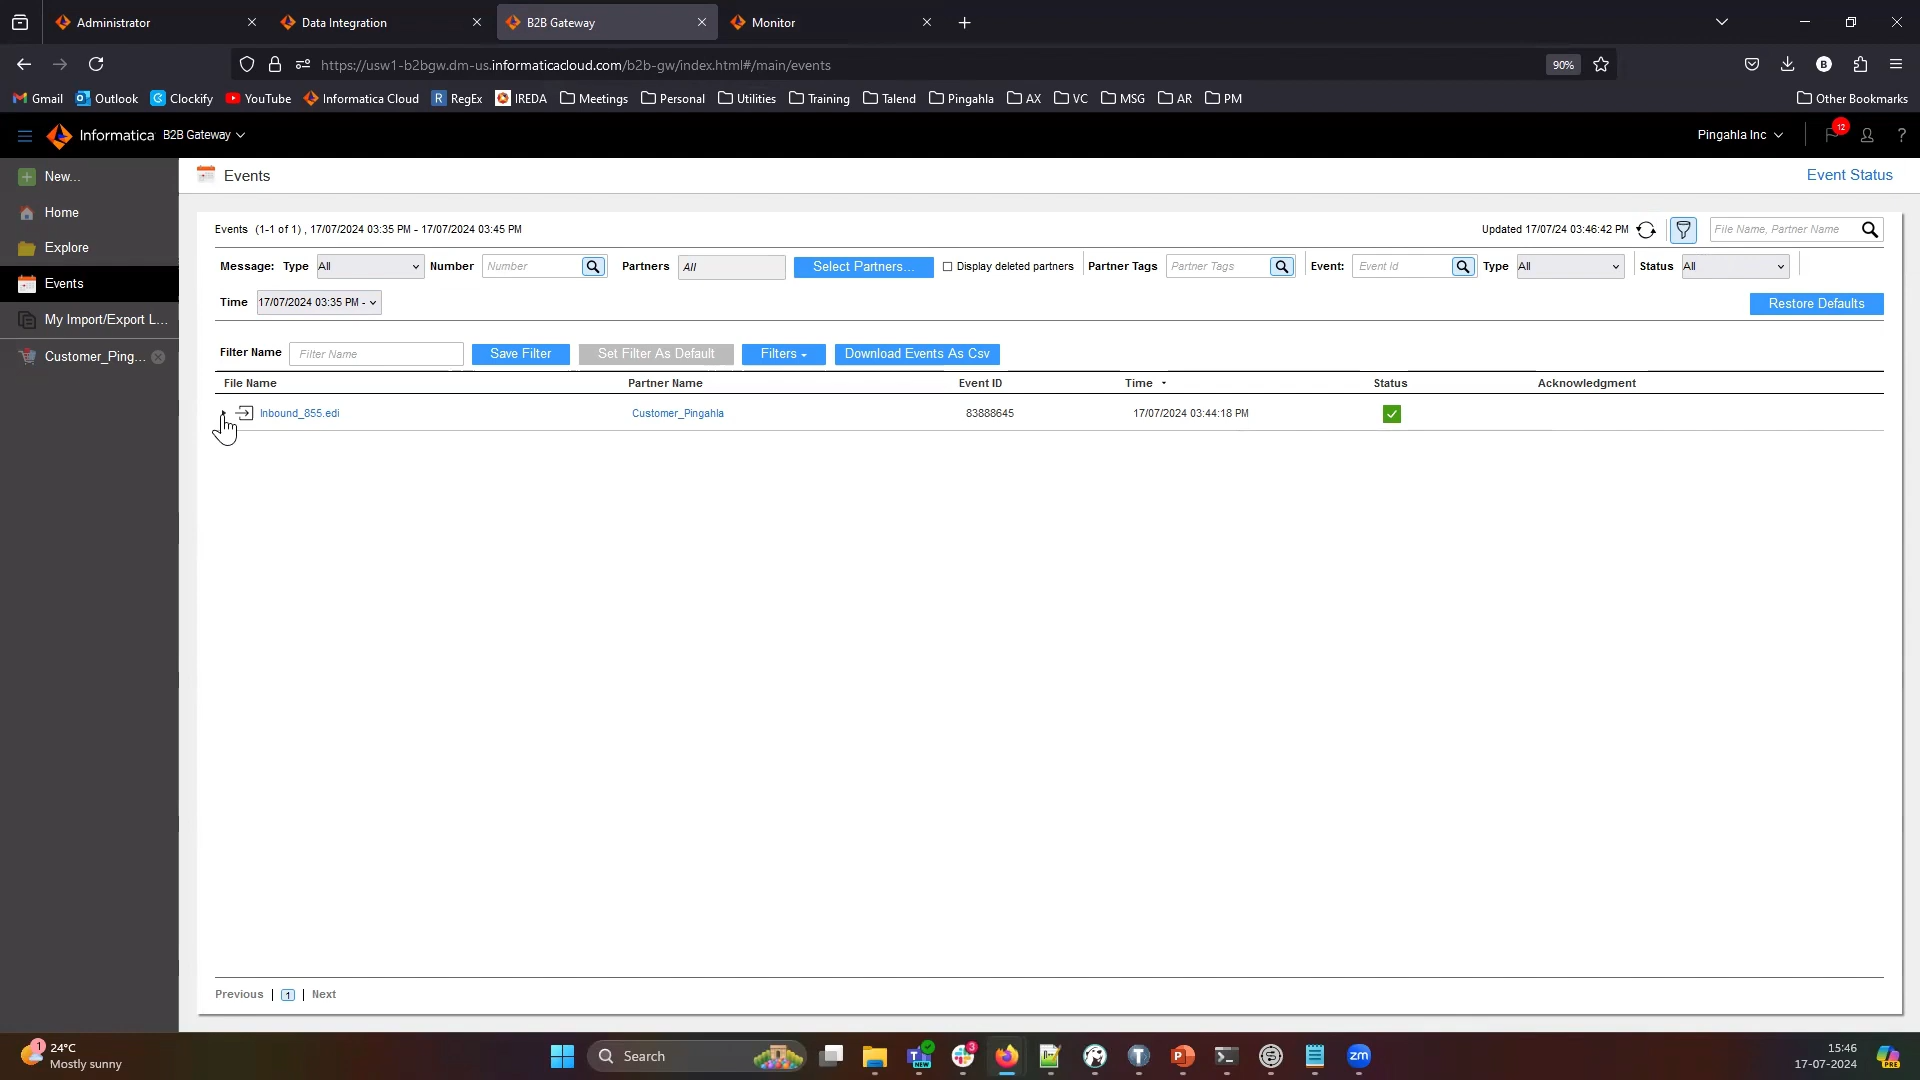 Administrator
Data Integration
B2B Gateway
Monitor
https://usw1-b2bgw.dm-us.informaticacloud.com/b2b-gw/index.html#/main/events
90%
B
Gmail
Outlook
Clockify
YouTube
Informatica Cloud
R RegEx
IREDA
Meetings
Personal
Utilities
Training
Talend
Pingahla
AX
VC
MSG
AR
PM
Other Bookmarks
Informatica B2B Gateway
Pingahla Inc
12
?
New...
Home
Explore
Events
My Import/Export L...
Customer_Ping...
Events
Event Status
Events (1-1 of 1) , 17/07/2024 03:35 PM - 17/07/2024 03:45 PM
Updated 17/07/24 03:46:42 PM
File Name, Partner Name
Message: Type All Number Number Partners All Select Partners... Display deleted partners Partner Tags Partner Tags Event: Event Id Type All Status All
Time 17/07/2024 03:35 PM -
Restore Defaults
Filter Name Filter Name Save Filter Set Filter As Default Filters Download Events As Csv
File Name Partner Name Event ID Time Status Acknowledgment
Inbound_855.edi Customer_Pingahla 83888645 17/07/2024 03:44:18 PM
Previous | 1 | Next
1
24°C
Mostly sunny
Search
NEW
3
zm
15:46
17-07-2024
PRE